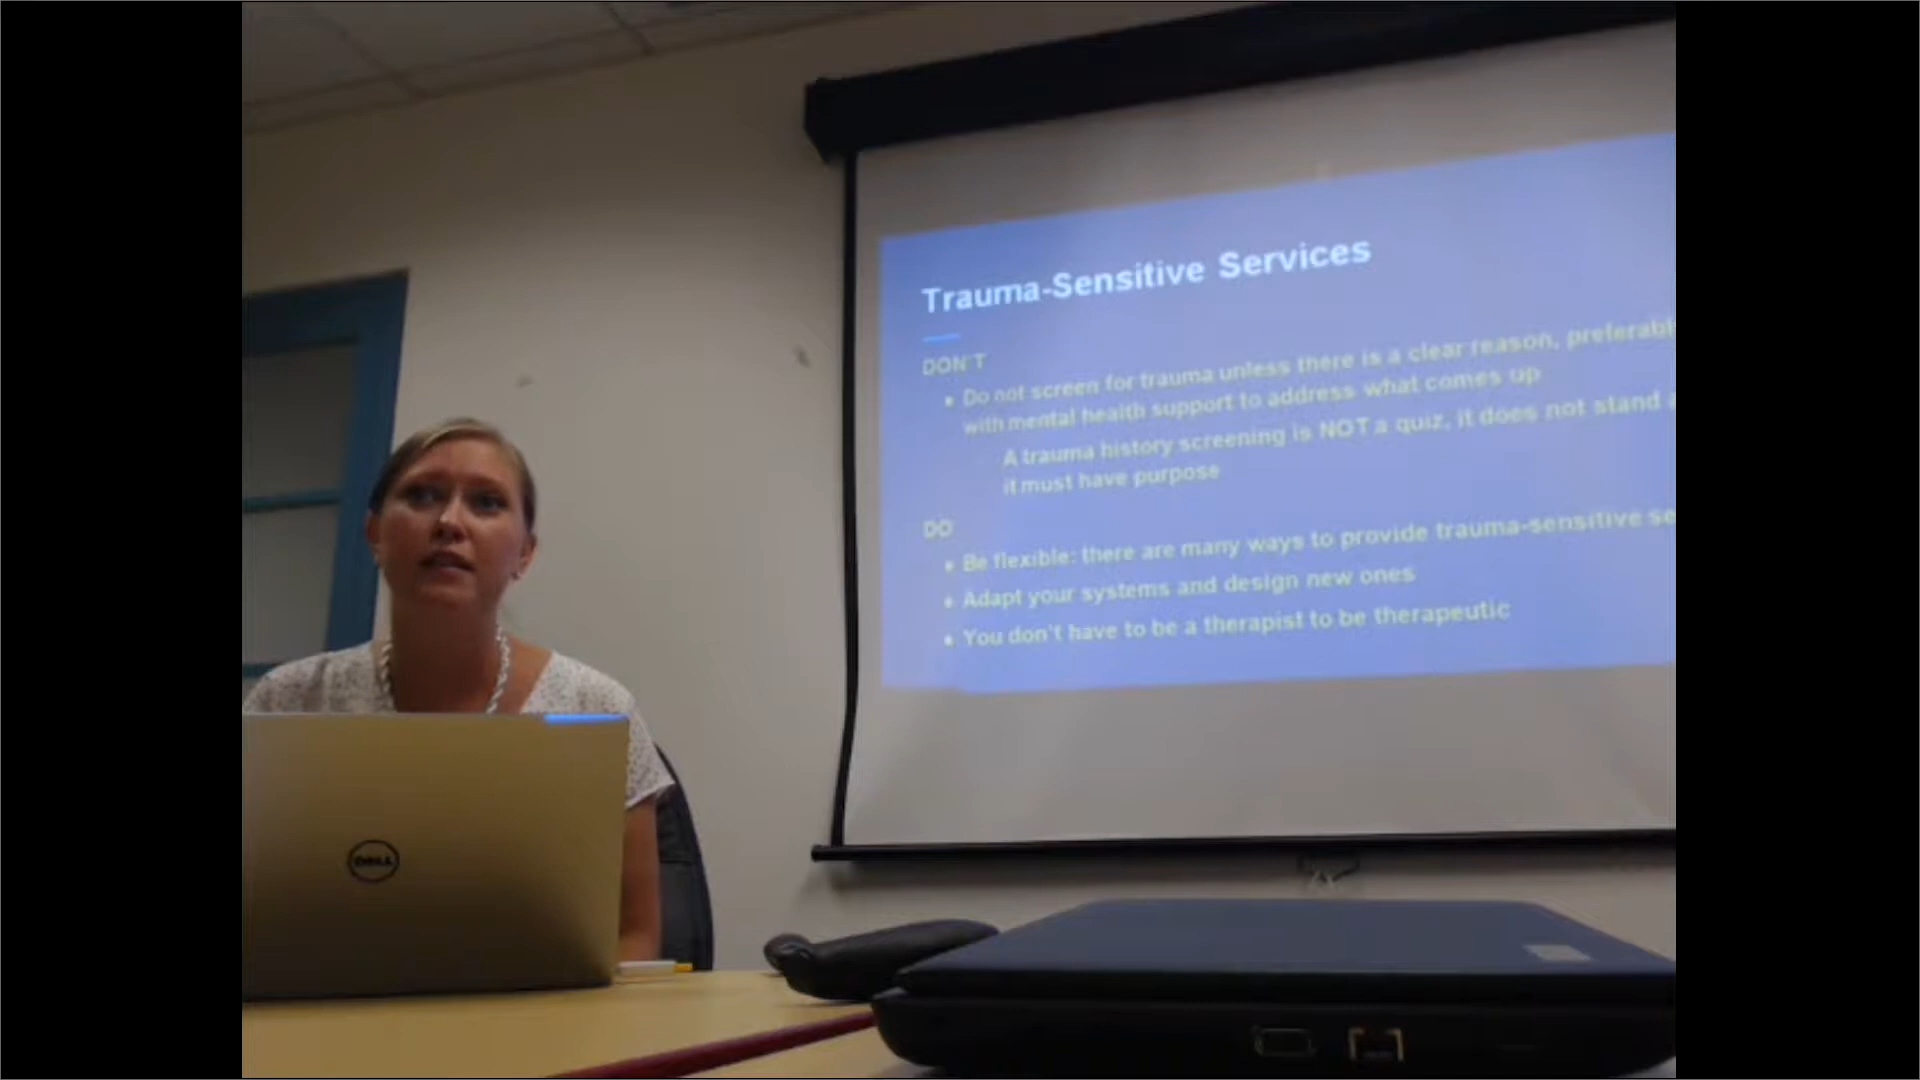 Trauma-Sensitive Services
DON'T
• Do not screen for trauma unless there is a clear reason,
with mental health support to address what comes up
A trauma history screening is NOT a quiz, it does not stand
it must have purpose
DO
• Be flexible: there are many ways to provide trauma-sensitive
• Adapt your systems and design new ones
• You don't have to be a therapist to be therapeutic
DELL